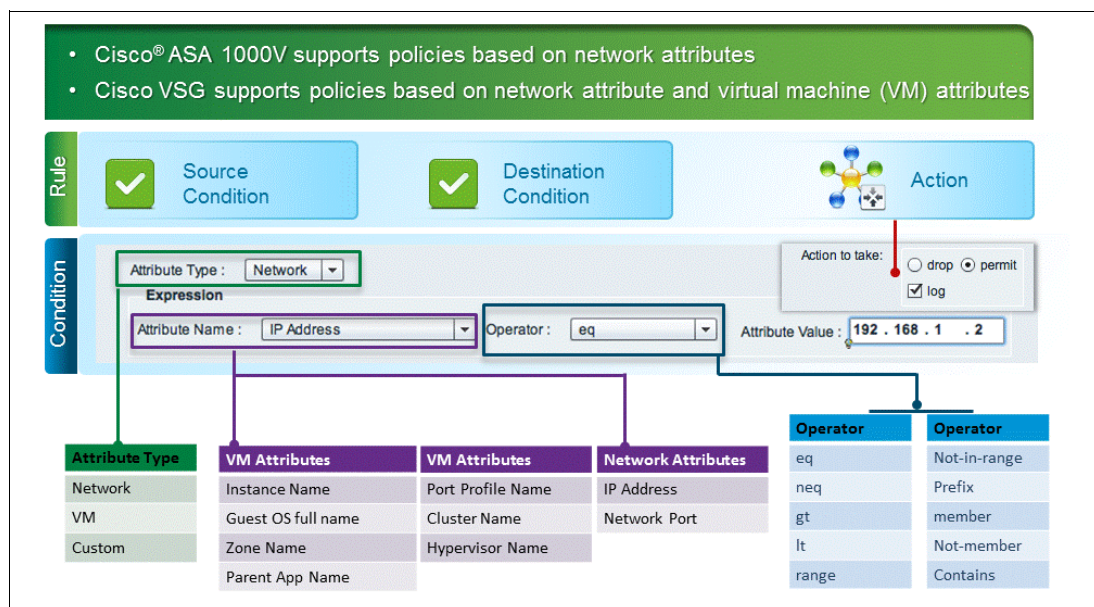 • Cisco® ASA 1000V supports policies based on network attributes
• Cisco VSG supports policies based on network attribute and virtual machine (VM) attributes
Rule
Source
Condition
Destination
Condition
Action
Condition
Attribute Type : Network
Expression
Attribute Name : IP Address
Operator : eq
Attribute Value : 192 . 168 . 1 . 2
Action to take:
drop permit
log
Attribute Type
Network
VM
Custom
VM Attributes
Instance Name
Guest OS full name
Zone Name
Parent App Name
VM Attributes
Port Profile Name
Cluster Name
Hypervisor Name
Network Attributes
IP Address
Network Port
Operator
eq
neq
gt
lt
range
Operator
Not-in-range
Prefix
member
Not-member
Contains